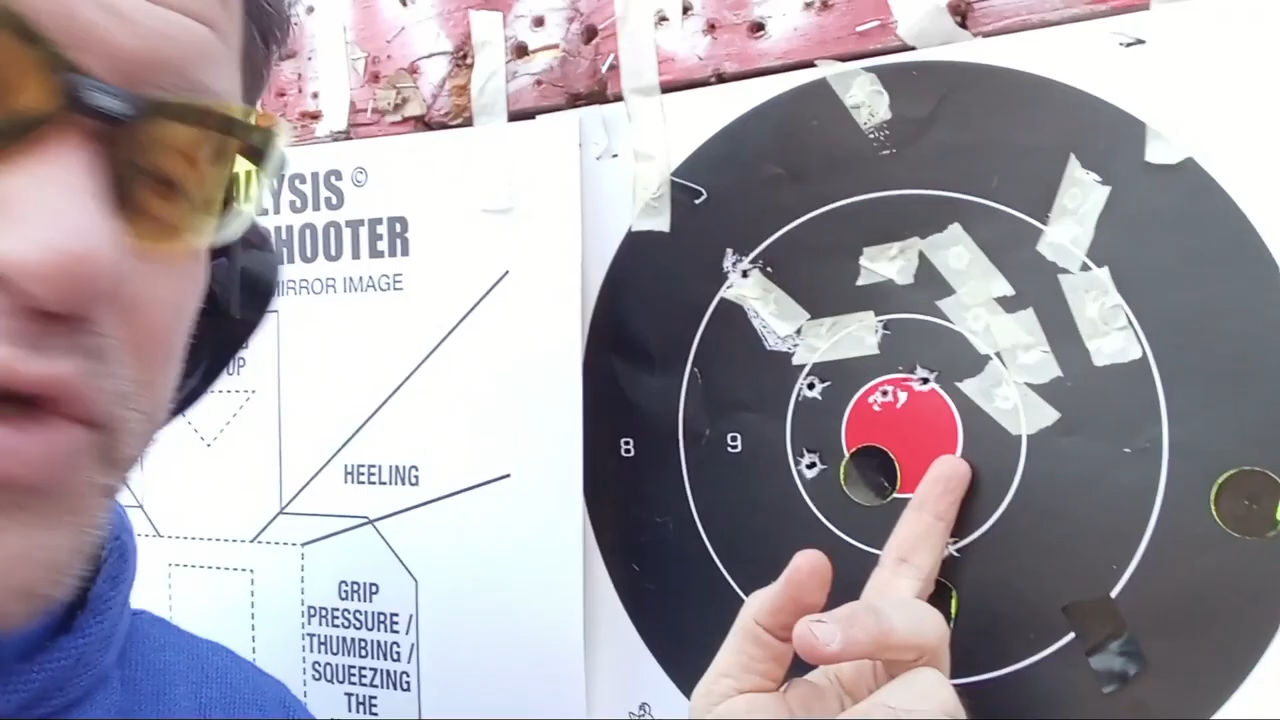 LYSIS ©
HOOTER
MIRROR IMAGE
UP
HEELING
GRIP
PRESSURE /
THUMBING /
SQUEEZING
THE
8
9